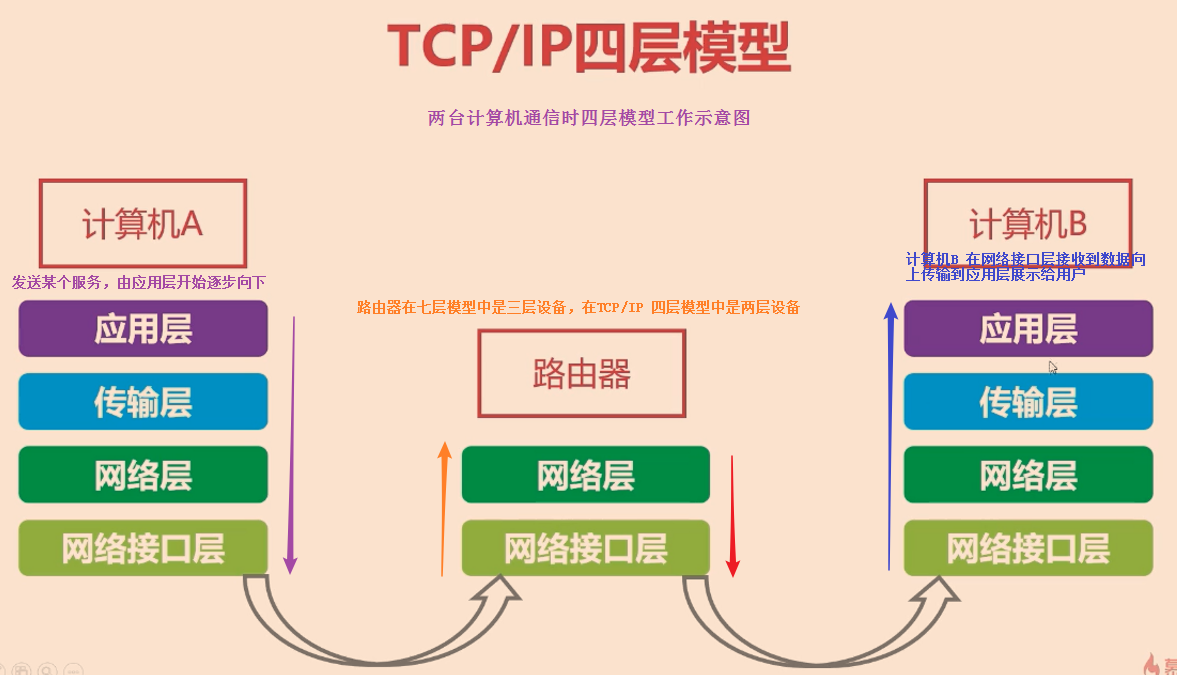 TCP/IP四层模型
两台计算机通信时四层模型工作示意图
计算机A
发送某个服务，由应用层开始逐步向下
应用层
传输层
网络层
网络接口层
路由器在七层模型中是三层设备，在TCP/IP 四层模型中是两层设备
路由器
网络层
网络接口层
计算机B
计算机B 在网络接口层接收到数据向
上传输到应用层展示给用户
应用层
传输层
网络层
网络接口层